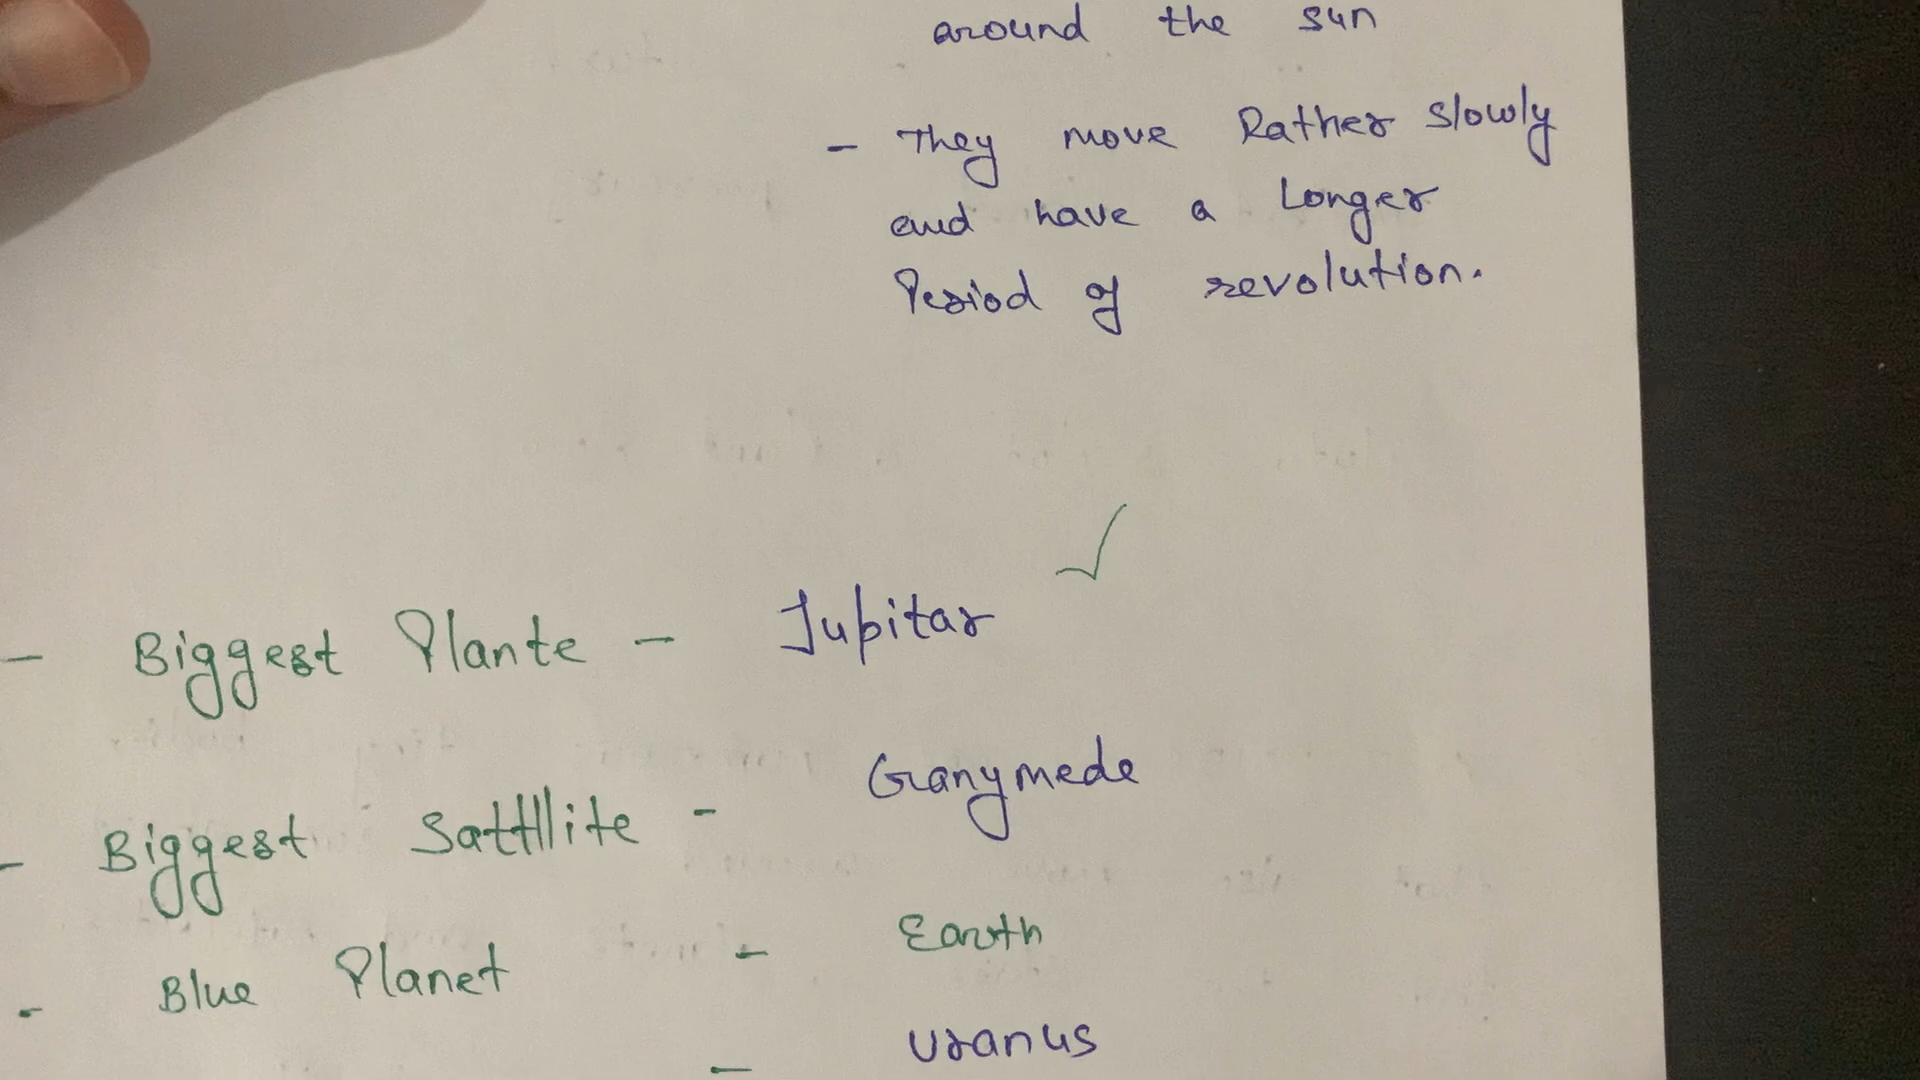 around the sun
- They move Rather slowly
and have a Longer
Period of revolution.
- Biggest Plante - Jupitar
- Biggest Satlllite - Ganymede
- Blue Planet - Earth
- Uranus